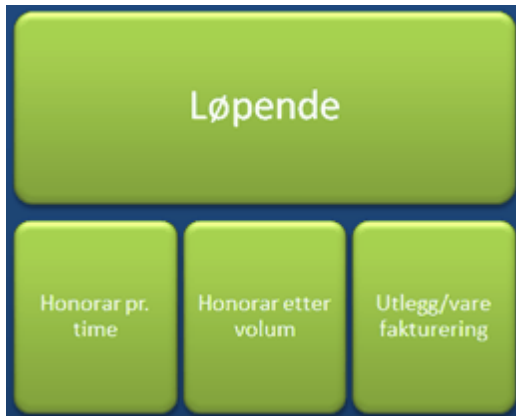 Løpende
Honorar pr.
time
Honorar etter
volum
Utlegg/vare
fakturering